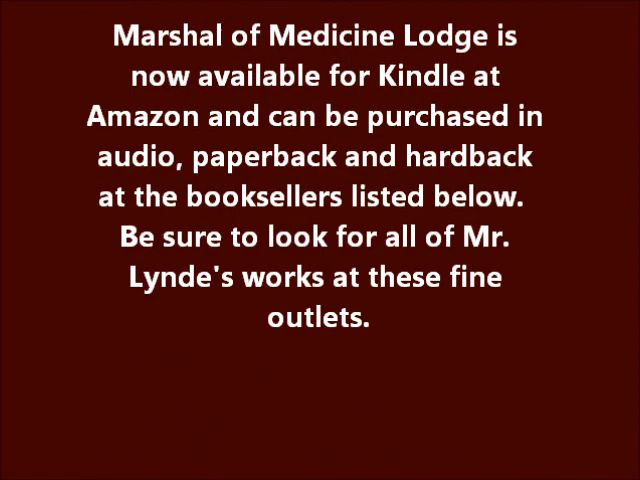 Marshal of Medicine Lodge is
now available for Kindle at
Amazon and can be purchased in
audio, paperback and hardback
at the booksellers listed below.
Be sure to look for all of Mr.
Lynde's works at these fine
outlets.